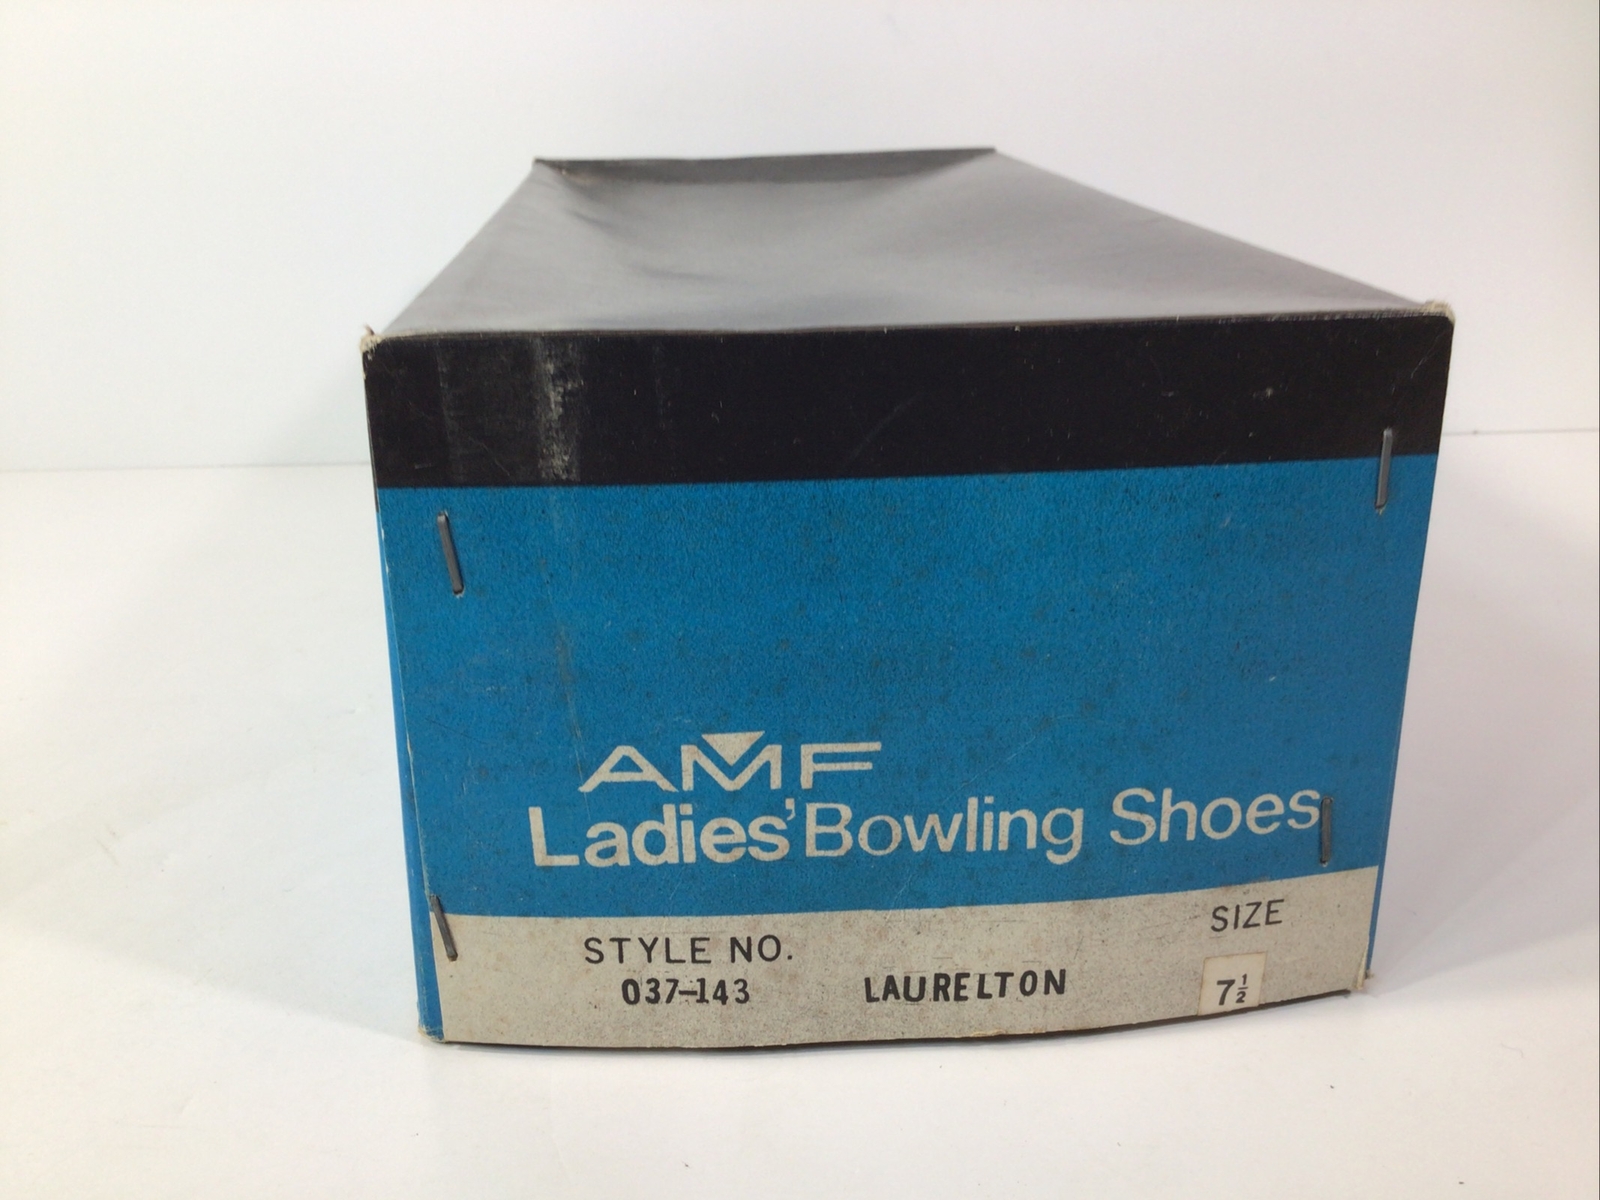 AMF
Ladies' Bowling Shoes
STYLE NO. SIZE
037-143 LAURELTON 7½